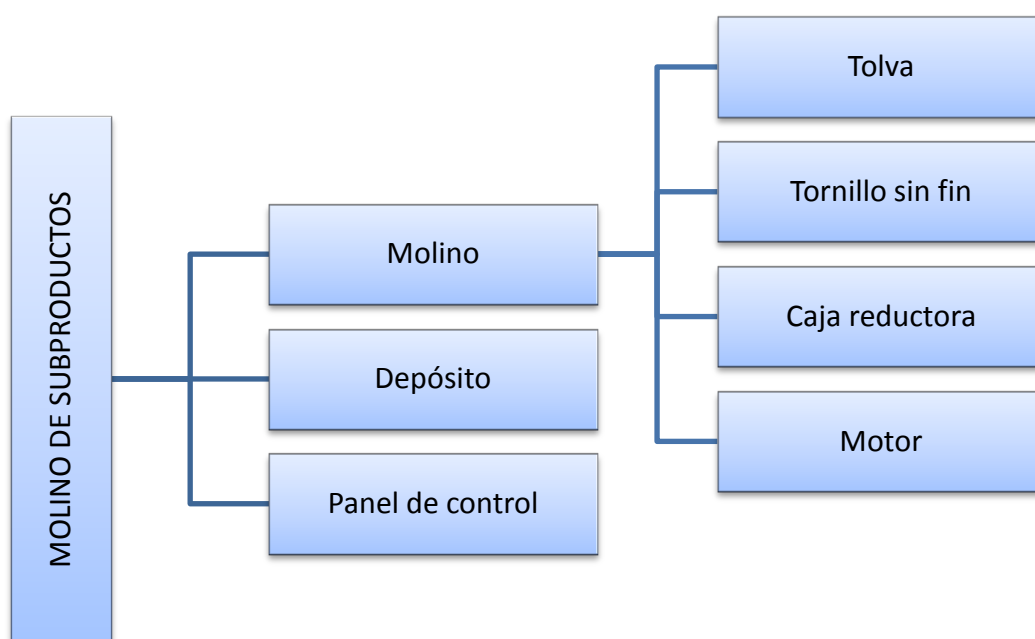 MOLINO DE SUBPRODUCTOS
Molino
Depósito
Panel de control
Tolva
Tornillo sin fin
Caja reductora
Motor